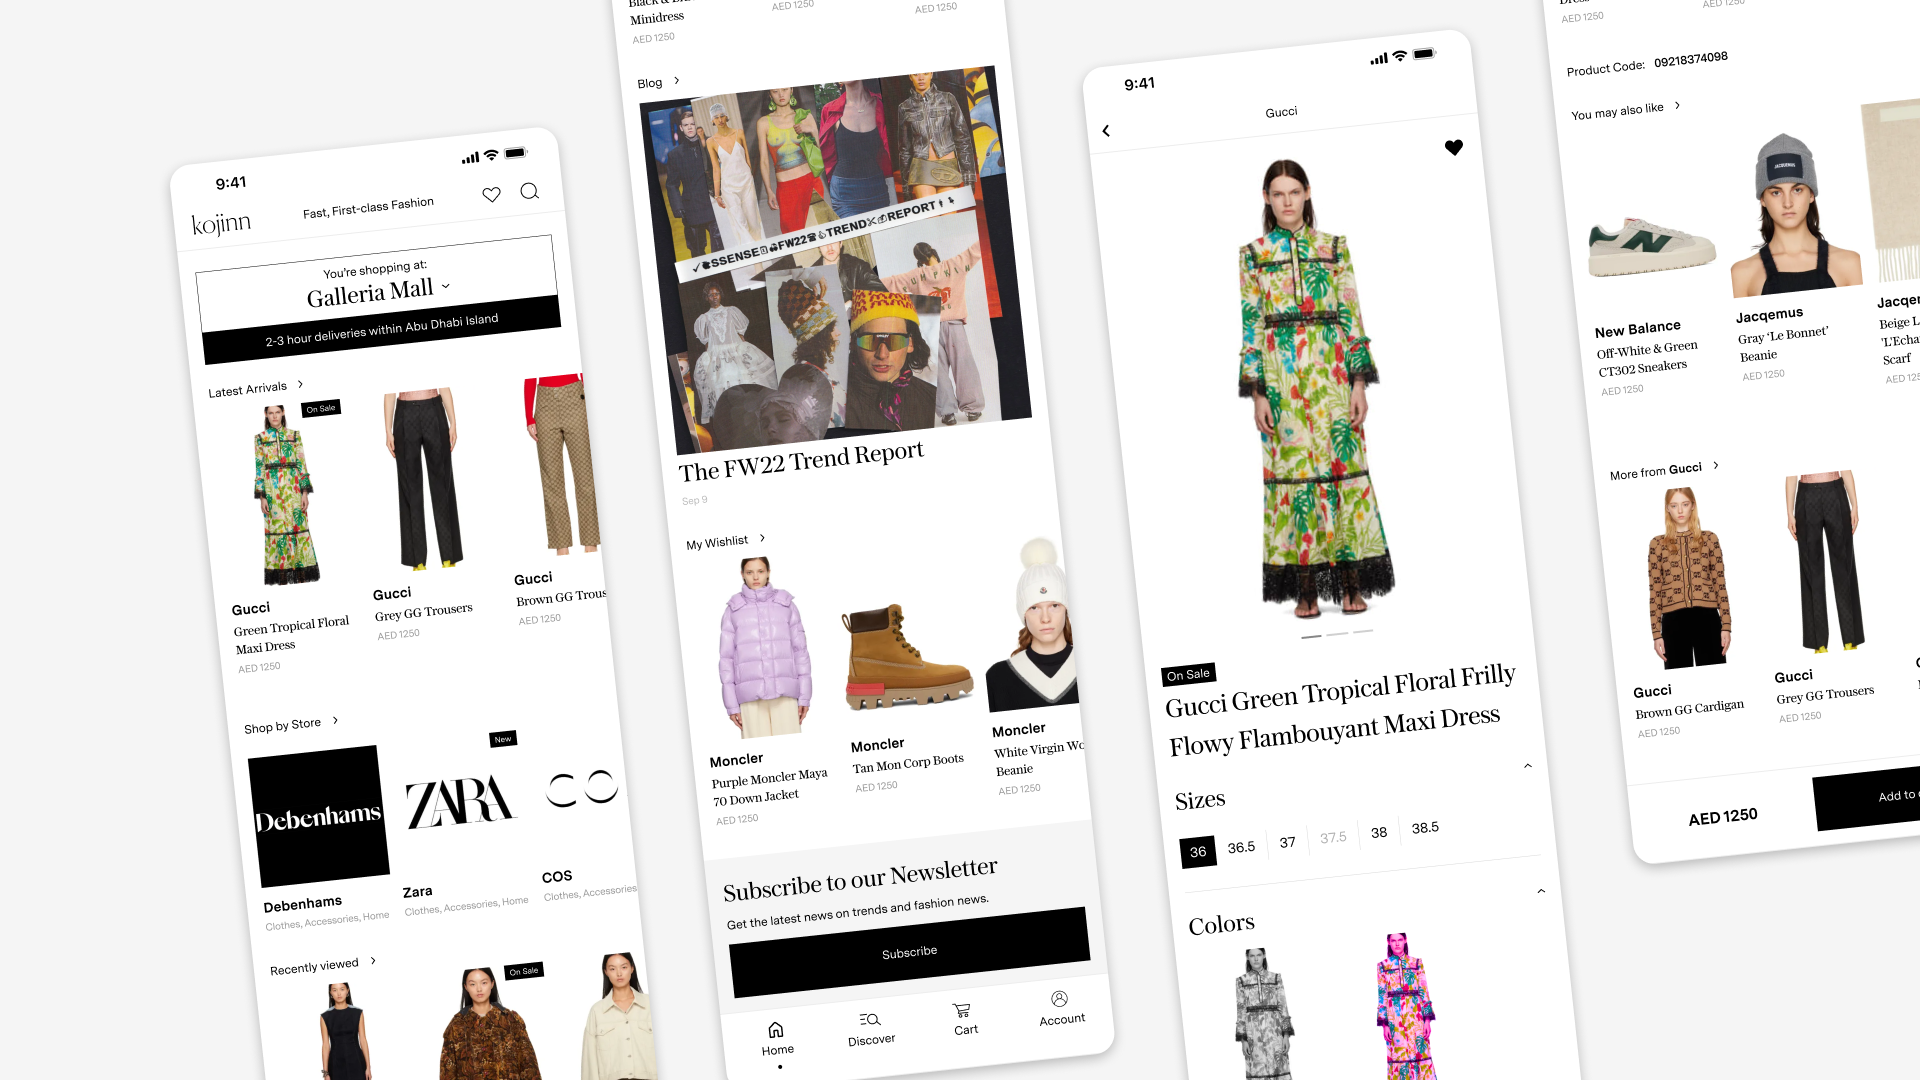 9:41
kojinn
Fast, First-class Fashion
You're shopping at:
Galleria Mall
2-3 hour deliveries within Abu Dhabi Island
Latest Arrivals
On Sale
Gucci
Green Tropical Floral
Maxi Dress
AED 1250
Gucci
Grey GG Trousers
AED 1250
Gucci
Brown GG Trous
AED 1250
Shop by Store
New
Debenhams
ZARA
CO
Debenhams
Clothes, Accessories, Home
Zara
Clothes, Accessories, Home
COS
Clothes, Accessories
Recently viewed
On Sale
Minidress
AED 1250
AED 1250
AED 1250
Blog
SSENSE FW22 TREND REPORT
The FW22 Trend Report
Sep 9
My Wishlist
Moncler
Purple Moncler Maya
70 Down Jacket
AED 1250
Moncler
Tan Mon Corp Boots
AED 1250
Moncler
White Virgin Wo
Beanie
AED 1250
Subscribe to our Newsletter
Get the latest news on trends and fashion news.
Subscribe
Home
Discover
Cart
Account
9:41
Gucci
On Sale
Gucci Green Tropical Floral Frilly
Flowy Flambouyant Maxi Dress
Sizes
36 36.5 37 37.5 38 38.5
Colors
AED 1250
AED 1250
Product Code: 09218374098
You may also like
JACQUEMUS
New Balance
Off-White & Green
CT302 Sneakers
AED 1250
Jacqemus
Gray ‘Le Bonnet’
Beanie
AED 1250
Jacqe
Beige L
'L'Echa
Scarf
AED 125
More from Gucci
Gucci
Brown GG Cardigan
AED 1250
Gucci
Grey GG Trousers
AED 1250
AED 1250
Add to